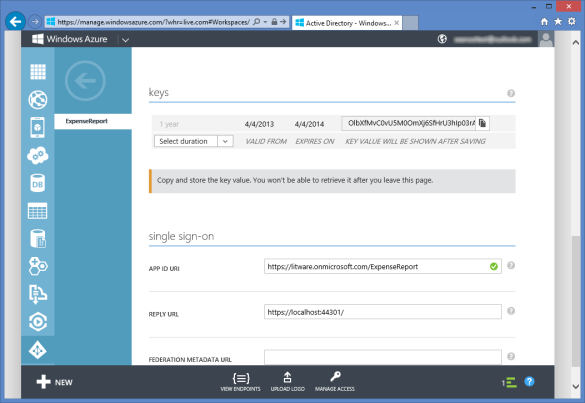 https://manage.windowsazure.com/?whr=live.com#Workspaces/
Active Directory - Windows...
Windows Azure
ExpenseReport
keys
1 year 4/4/2013 4/4/2014
Select duration VALID FROM EXPIRES ON KEY VALUE WILL BE SHOWN AFTER SAVING
Copy and store the key value. You won't be able to retrieve it after you leave this page.
single sign-on
APP ID URI https://litware.onmicrosoft.com/ExpenseReport
REPLY URL https://localhost:44301/
FEDERATION METADATA URL
DB
NEW
VIEW ENDPOINTS UPLOAD LOGO MANAGE ACCESS
1